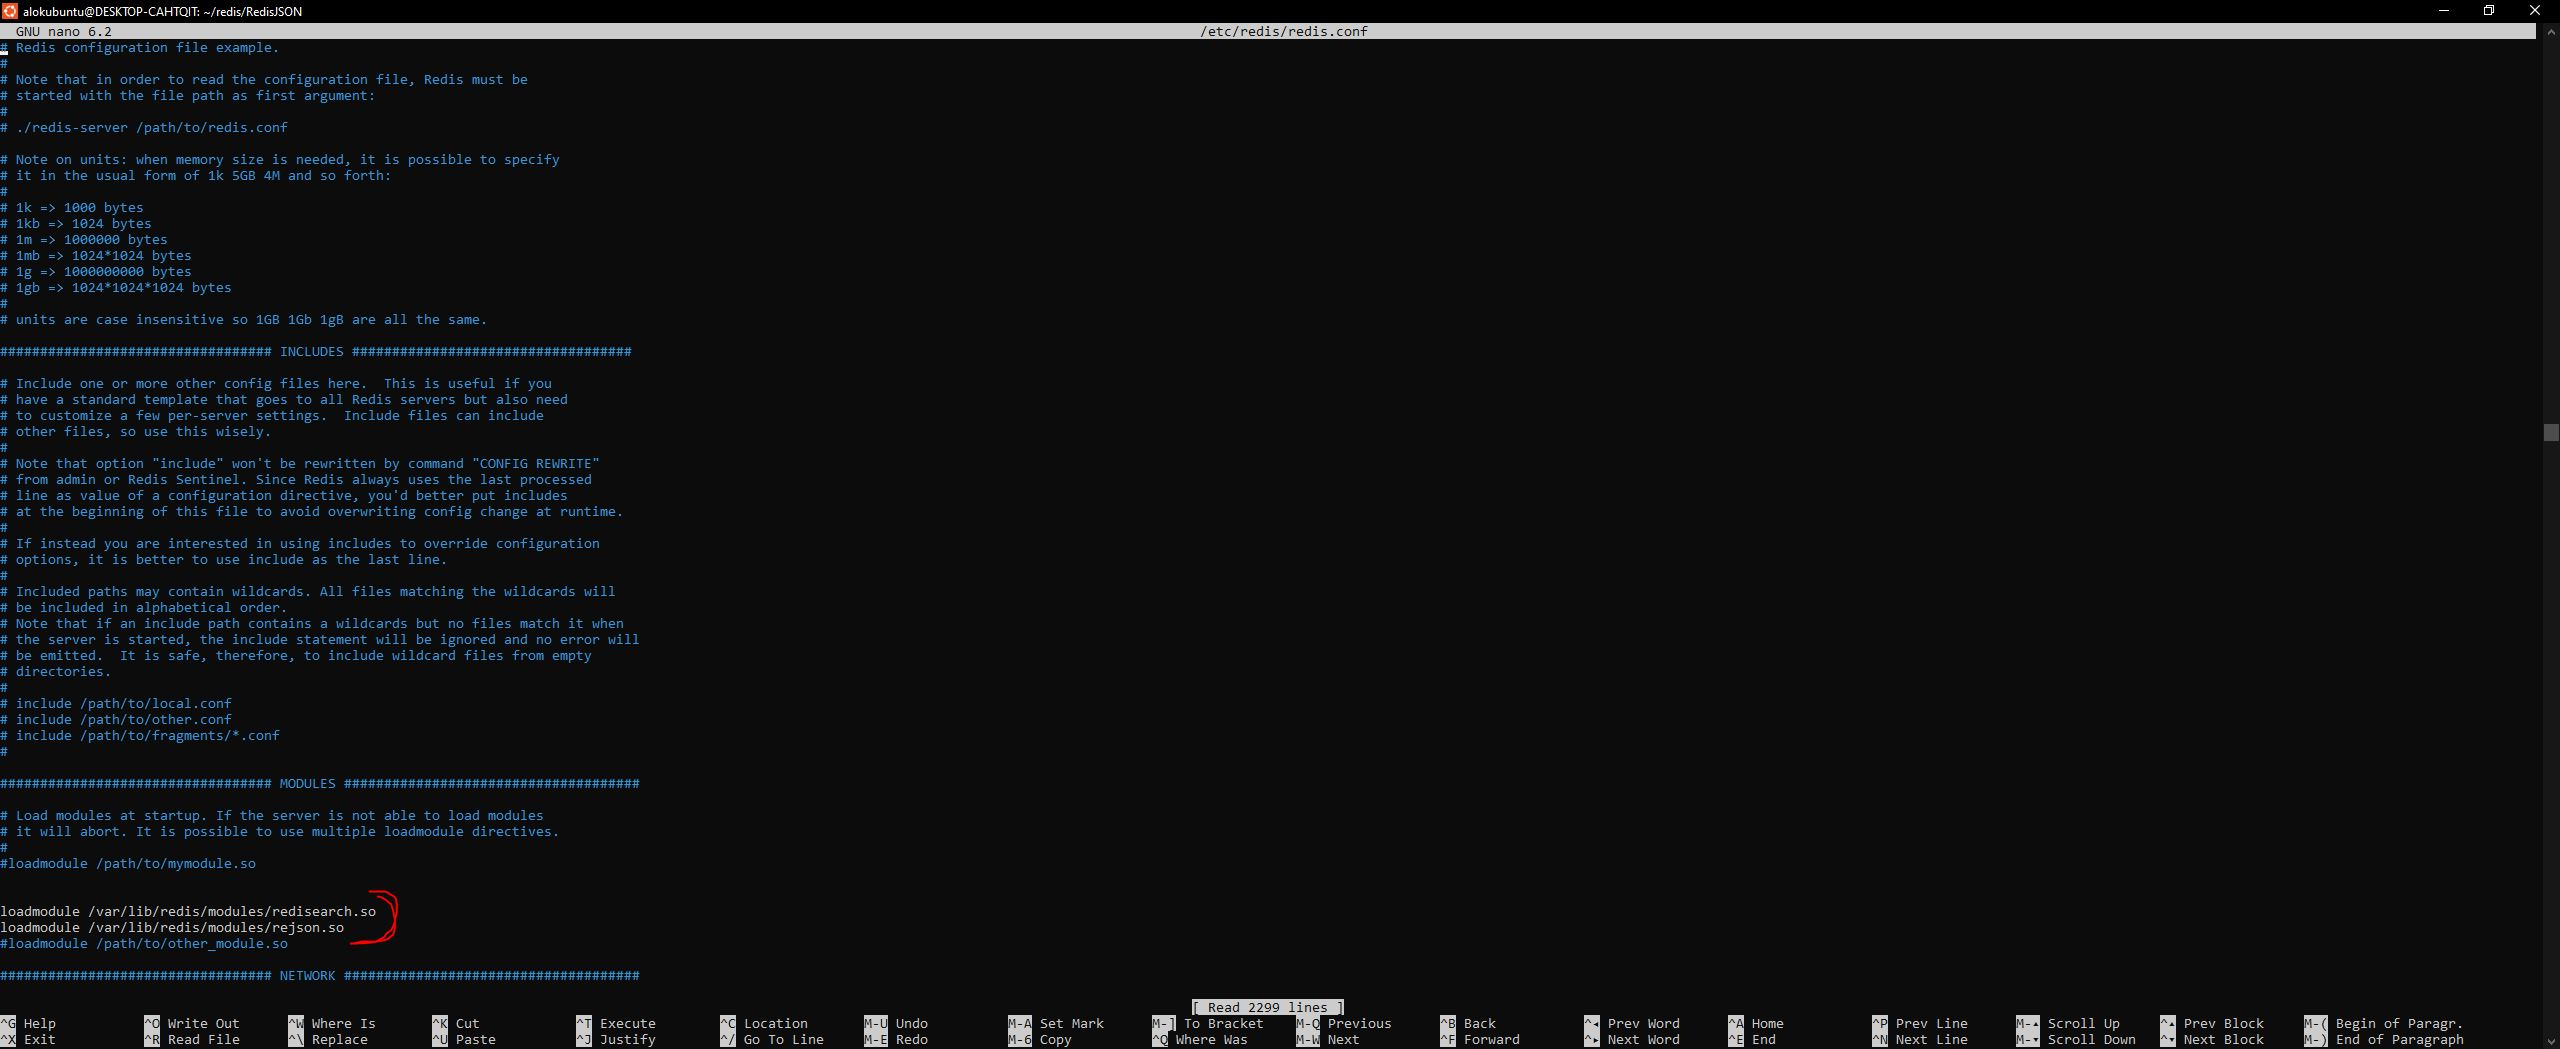 alokubuntu@DESKTOP-CAHTQIT: ~/redis/RedisJSON
GNU nano 6.2 /etc/redis/redis.conf
# Redis configuration file example.
#
# Note that in order to read the configuration file, Redis must be
# started with the file path as first argument:
#
# ./redis-server /path/to/redis.conf

# Note on units: when memory size is needed, it is possible to specify
# it in the usual form of 1k 5GB 4M and so forth:
#
# 1k => 1000 bytes
# 1kb => 1024 bytes
# 1m => 1000000 bytes
# 1mb => 1024*1024 bytes
# 1g => 1000000000 bytes
# 1gb => 1024*1024*1024 bytes
#
# units are case insensitive so 1GB 1Gb 1gB are all the same.

################################## INCLUDES ###################################

# Include one or more other config files here.  This is useful if you
# have a standard template that goes to all Redis servers but also need
# to customize a few per-server settings.  Include files can include
# other files, so use this wisely.
#
# Note that option "include" won't be rewritten by command "CONFIG REWRITE"
# from admin or Redis Sentinel. Since Redis always uses the last processed
# line as value of a configuration directive, you'd better put includes
# at the beginning of this file to avoid overwriting config change at runtime.
#
# If instead you are interested in using includes to override configuration
# options, it is better to use include as the last line.
#
# Included paths may contain wildcards. All files matching the wildcards will
# be included in alphabetical order.
# Note that if an include path contains a wildcards but no files match it when
# the server is started, the include statement will be ignored and no error will
# be emitted.  It is safe, therefore, to include wildcard files from empty
# directories.
#
# include /path/to/local.conf
# include /path/to/other.conf
# include /path/to/fragments/*.conf
#

################################## MODULES #####################################

# Load modules at startup. If the server is not able to load modules
# it will abort. It is possible to use multiple loadmodule directives.
#
#loadmodule /path/to/mymodule.so

loadmodule /var/lib/redis/modules/redisearch.so
loadmodule /var/lib/redis/modules/rejson.so
#loadmodule /path/to/other_module.so

################################## NETWORK #####################################

[ Read 2299 lines ]
^G Help ^O Write Out ^W Where Is ^K Cut ^T Execute ^C Location M-U Undo M-A Set Mark M-] To Bracket M-Q Previous ^B Back ^◂ Prev Word ^A Home ^P Prev Line M-▴ Scroll Up ^▴ Prev Block M-( Begin of Paragr.
^X Exit ^R Read File ^\ Replace ^U Paste ^J Justify ^/ Go To Line M-E Redo M-6 Copy ^Q Where Was M-W Next ^F Forward ^▸ Next Word ^E End ^N Next Line M-▾ Scroll Down ^▾ Next Block M-) End of Paragraph